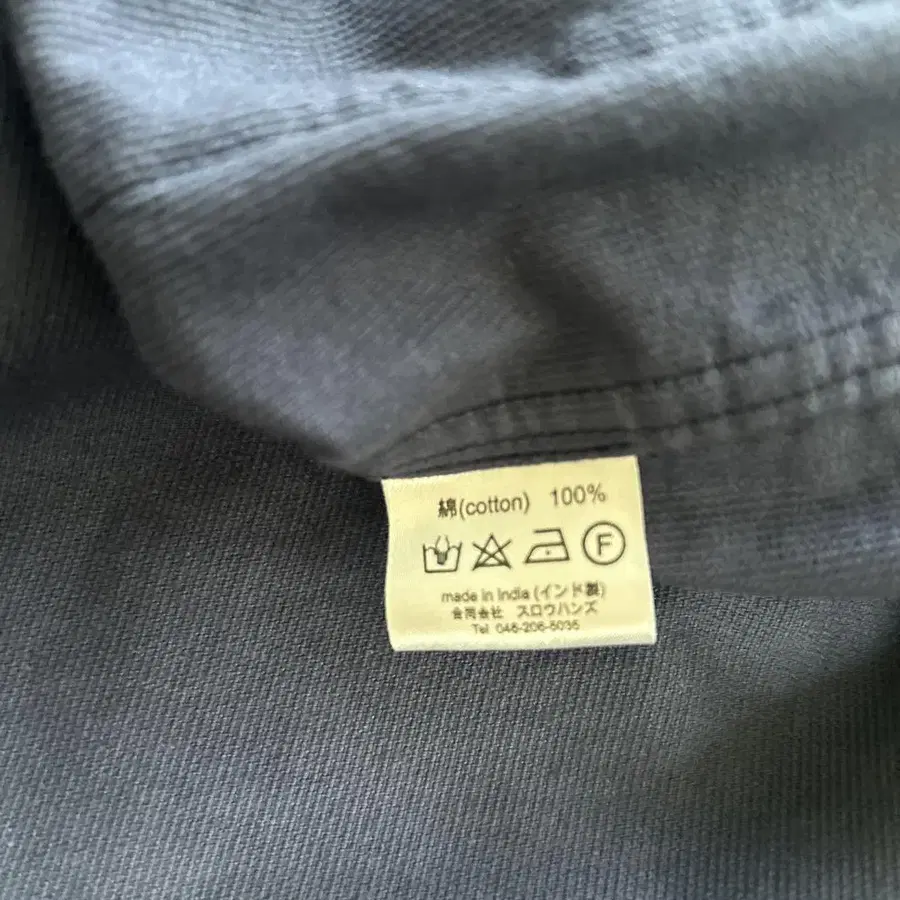 綿(cotton) 100%
F
made in India (インド製)
合同会社 スロウハンズ
Tel 048-206-5035